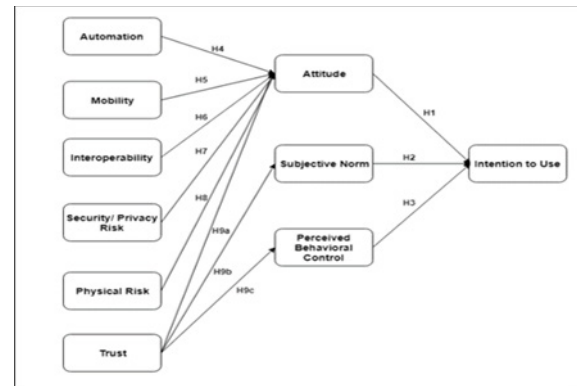 Automation
H4
Attitude
Mobility
H5
H1
Interoperability
H6
H7
Subjective Norm
H2
Intention to Use
Security/ Privacy
Risk
H8
H3
H9a
Perceived
Behavioral
Control
H9b
Physical Risk
H9c
Trust